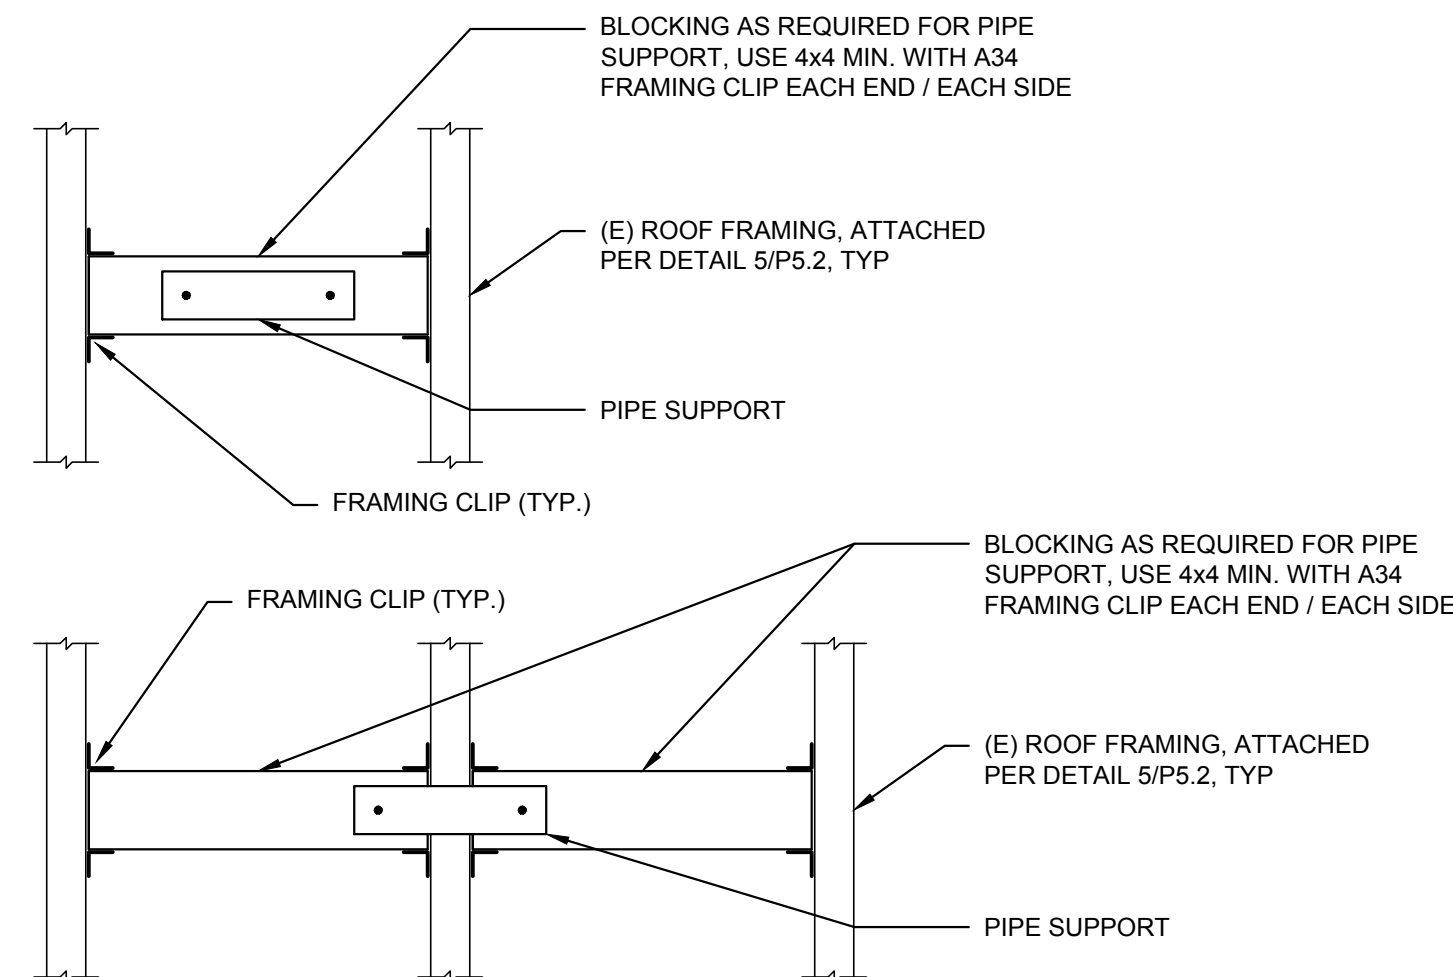 BLOCKING AS REQUIRED FOR PIPE
SUPPORT, USE 4x4 MIN. WITH A34
FRAMING CLIP EACH END / EACH SIDE
(E) ROOF FRAMING, ATTACHED
PER DETAIL 5/P5.2, TYP
PIPE SUPPORT
FRAMING CLIP (TYP.)
BLOCKING AS REQUIRED FOR PIPE
SUPPORT, USE 4x4 MIN. WITH A34
FRAMING CLIP EACH END / EACH SIDE
FRAMING CLIP (TYP.)
(E) ROOF FRAMING, ATTACHED
PER DETAIL 5/P5.2, TYP
PIPE SUPPORT